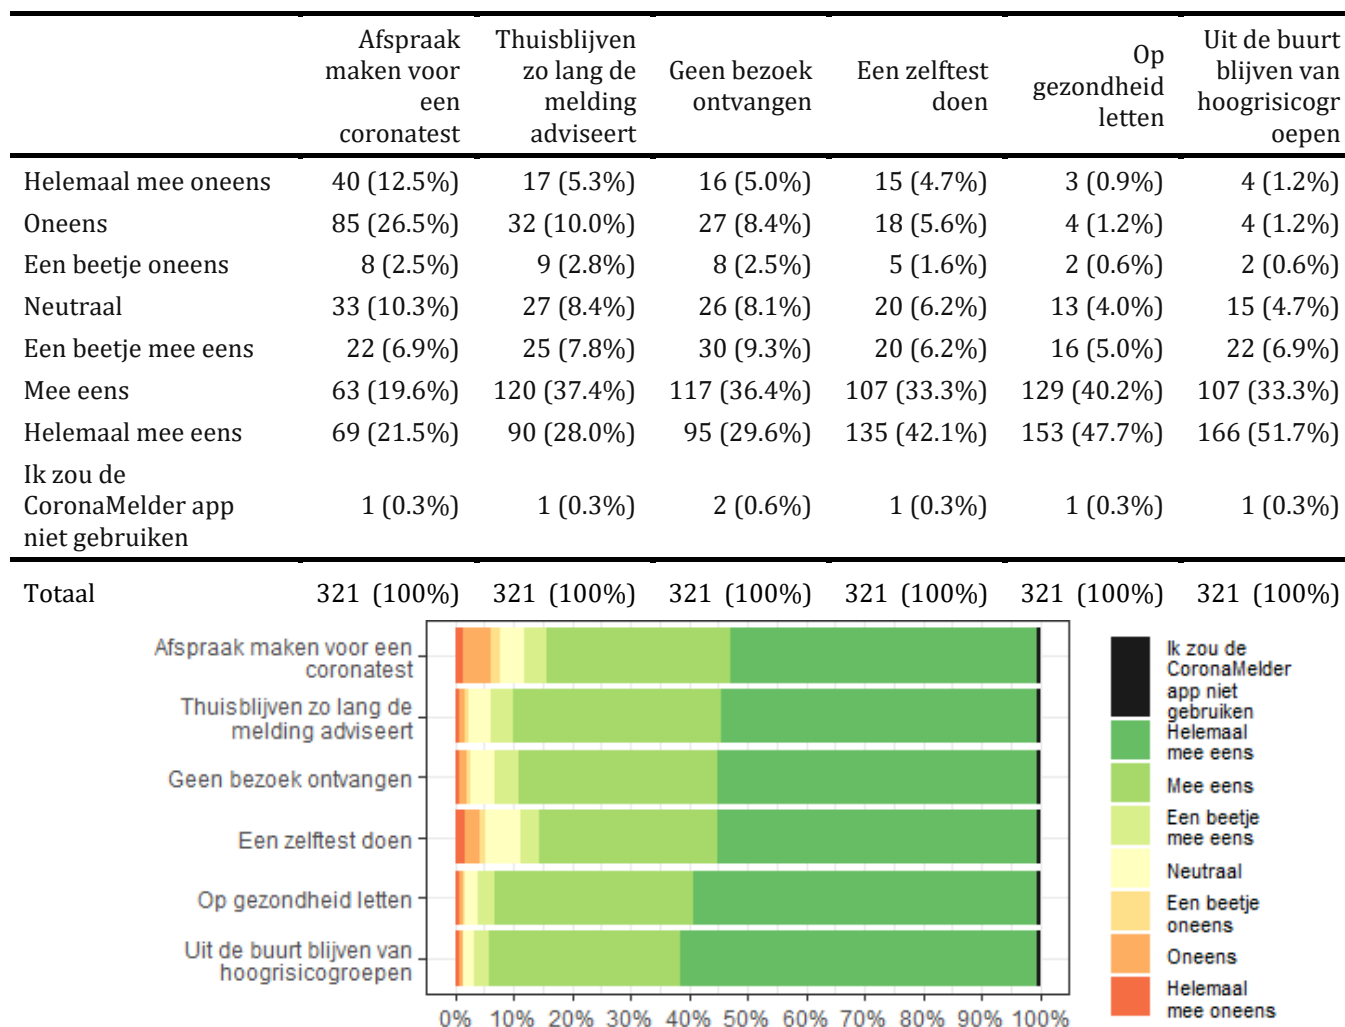 Afspraak maken voor een coronatest
Thuisblijven zo lang de melding adviseert
Geen bezoek ontvangen
Een zelftest doen
Op gezondheid letten
Uit de buurt blijven van hoogrisicogr oepen
Helemaal mee oneens 40 (12.5%) 17 (5.3%) 16 (5.0%) 15 (4.7%) 3 (0.9%) 4 (1.2%)
Oneens 85 (26.5%) 32 (10.0%) 27 (8.4%) 18 (5.6%) 4 (1.2%) 4 (1.2%)
Een beetje oneens 8 (2.5%) 9 (2.8%) 8 (2.5%) 5 (1.6%) 2 (0.6%) 2 (0.6%)
Neutraal 33 (10.3%) 27 (8.4%) 26 (8.1%) 20 (6.2%) 13 (4.0%) 15 (4.7%)
Een beetje mee eens 22 (6.9%) 25 (7.8%) 30 (9.3%) 20 (6.2%) 16 (5.0%) 22 (6.9%)
Mee eens 63 (19.6%) 120 (37.4%) 117 (36.4%) 107 (33.3%) 129 (40.2%) 107 (33.3%)
Helemaal mee eens 69 (21.5%) 90 (28.0%) 95 (29.6%) 135 (42.1%) 153 (47.7%) 166 (51.7%)
Ik zou de
CoronaMelder app 1 (0.3%) 1 (0.3%) 2 (0.6%) 1 (0.3%) 1 (0.3%) 1 (0.3%)
niet gebruiken
Totaal 321 (100%) 321 (100%) 321 (100%) 321 (100%) 321 (100%) 321 (100%)
Afspraak maken voor een
coronatest
Thuisblijven zo lang de
melding adviseert
Geen bezoek ontvangen
Een zelftest doen
Op gezondheid letten
Uit de buurt blijven van
hoogrisicogroepen
0% 10% 20% 30% 40% 50% 60% 70% 80% 90% 100%
Ik zou de
CoronaMelder
app niet
gebruiken
Helemaal
mee eens
Mee eens
Een beetje
mee eens
Neutraal
Een beetje
oneens
Oneens
Helemaal
mee oneens